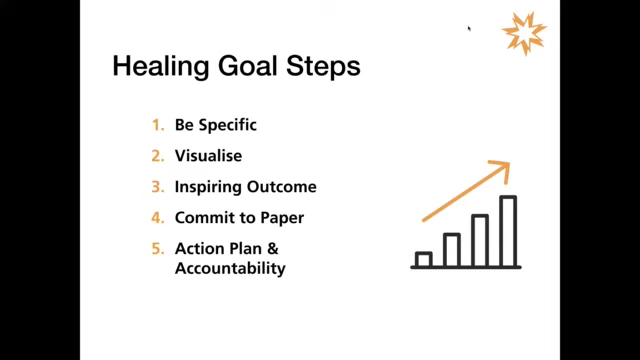 Healing Goal Steps
1. Be Specific
2. Visualise
3. Inspiring Outcome
4. Commit to Paper
5. Action Plan &
Accountability